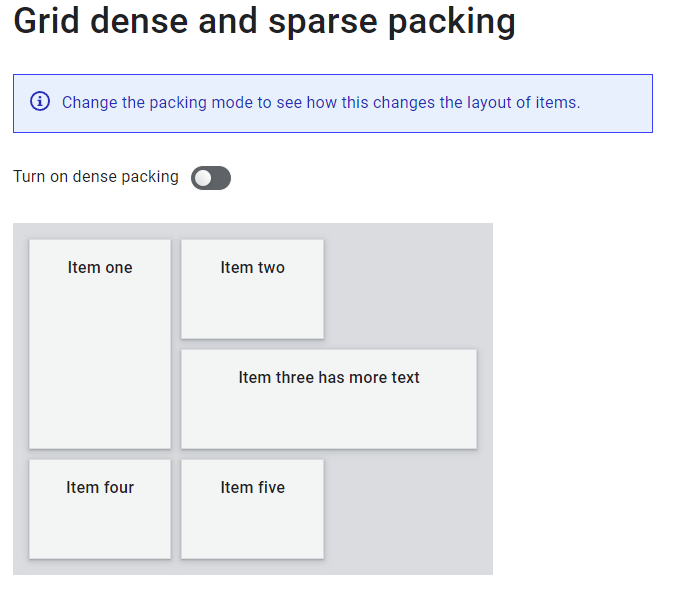 Grid dense and sparse packing
Change the packing mode to see how this changes the layout of items.
Turn on dense packing
Item one
Item two
Item three has more text
Item four
Item five